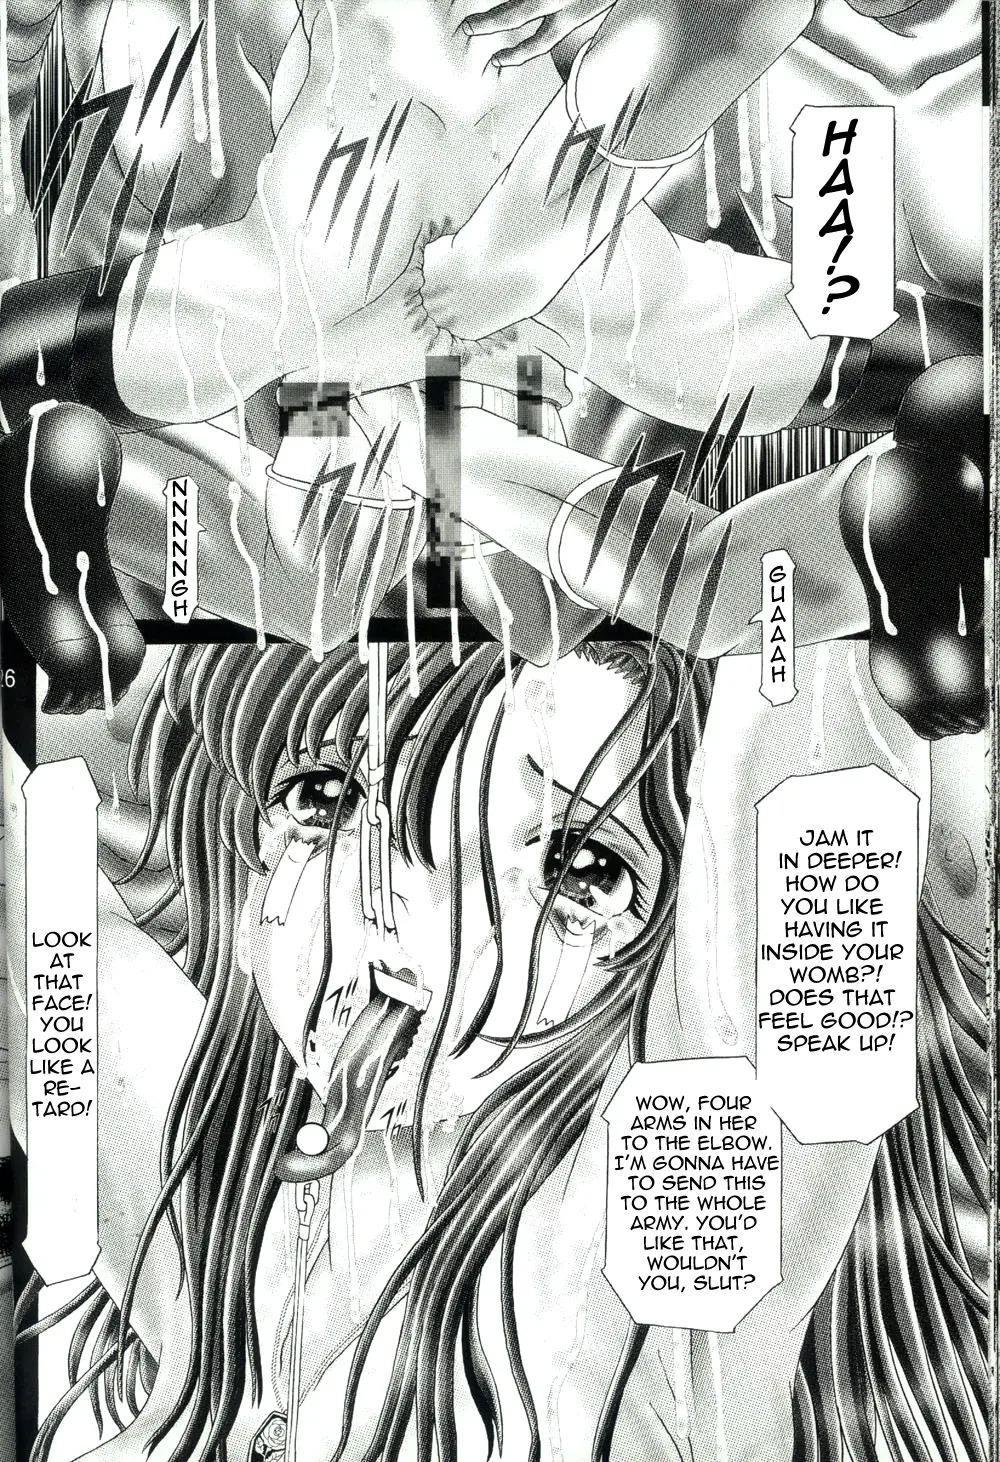 HAA!?
GUAAAH
NNNNNGH
JAM IT
IN DEEPER!
HOW DO
YOU LIKE
HAVING IT
INSIDE YOUR
WOMB?!
DOES THAT
FEEL GOOD!?
SPEAK UP!
WOW, FOUR
ARMS IN HER
TO THE ELBOW.
I'M GONNA HAVE
TO SEND THIS
TO THE WHOLE
ARMY. YOU'D
LIKE THAT,
WOULDN'T
YOU, SLUT?
LOOK
AT
THAT
FACE!
YOU
LOOK
LIKE A
RE-
TARD!